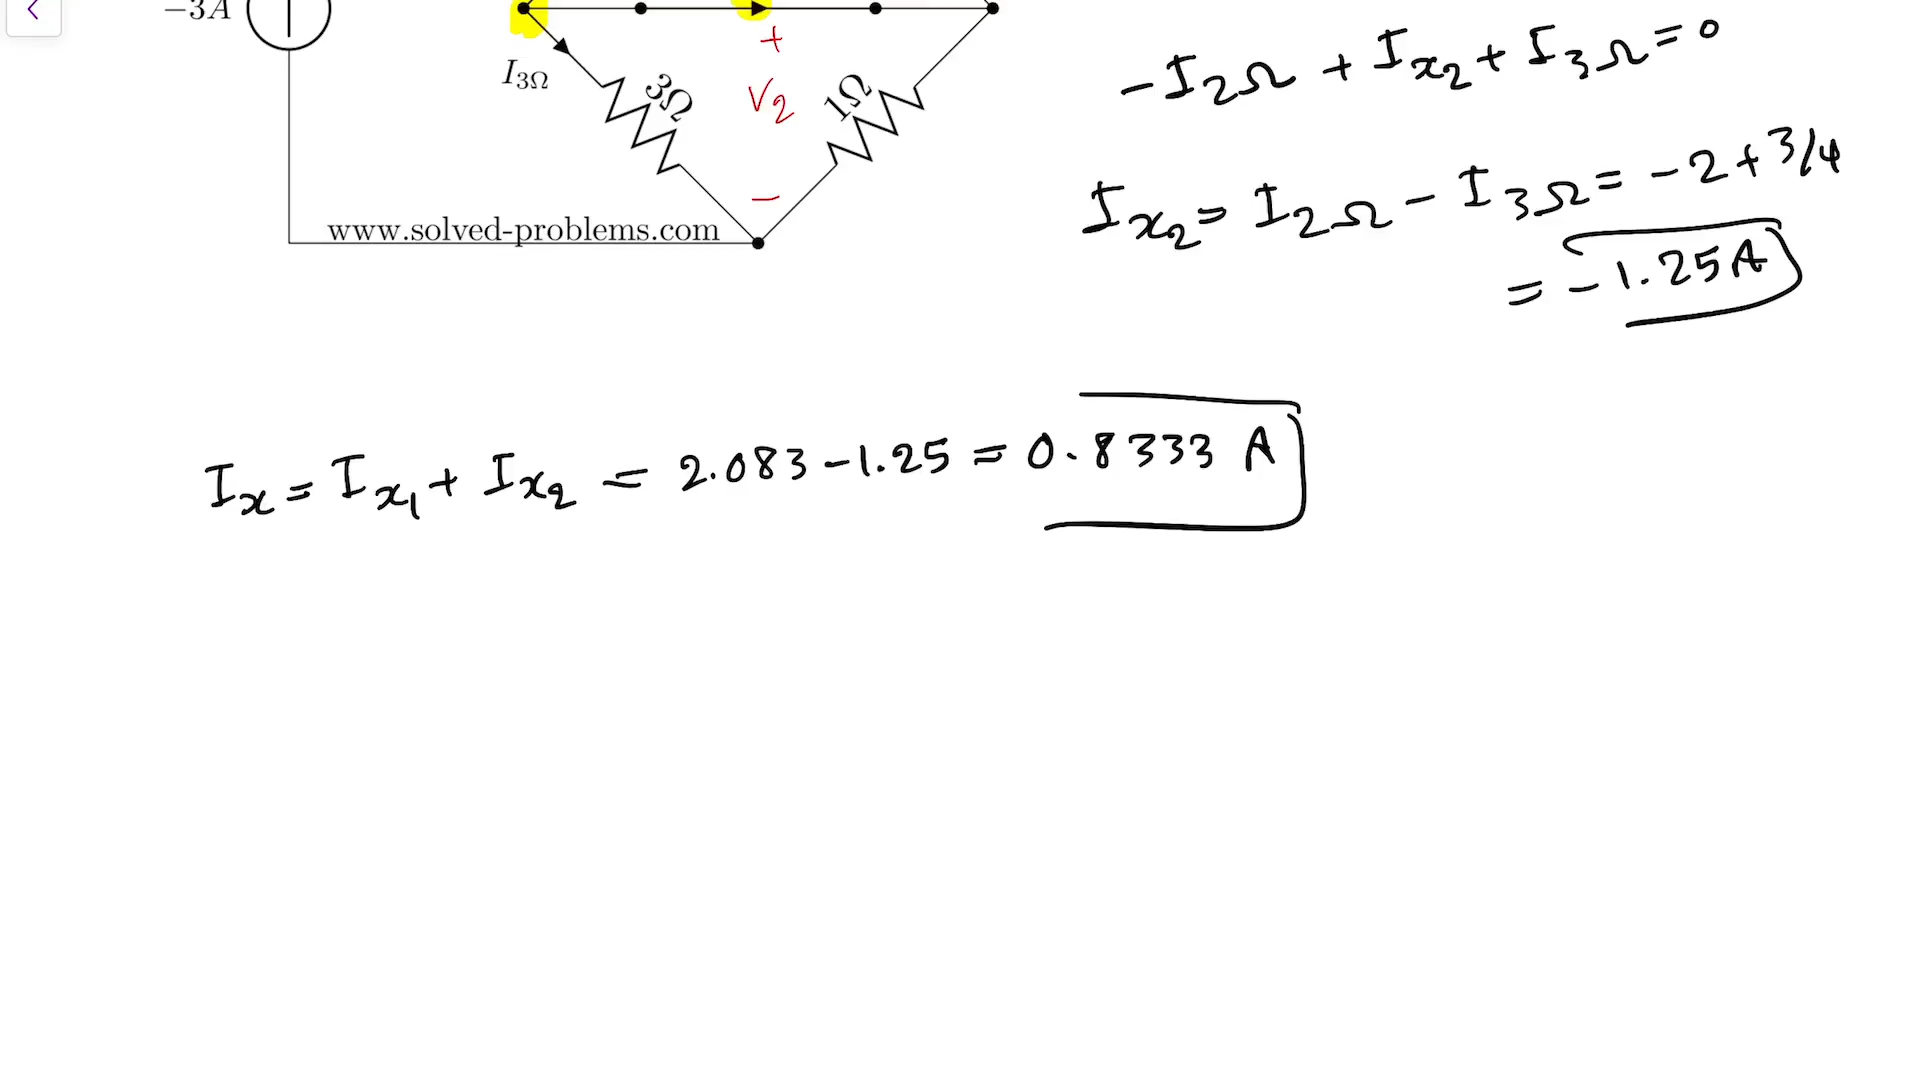 −3A
I3Ω
3Ω
+
V2
−
1Ω
www.solved-problems.com
-I2Ω + Ix2 + I3Ω = 0
Ix2 = I2Ω - I3Ω = -2 + 3/4
= -1.25A
Ix = Ix1 + Ix2 = 2.083 - 1.25 = 0.8333 A